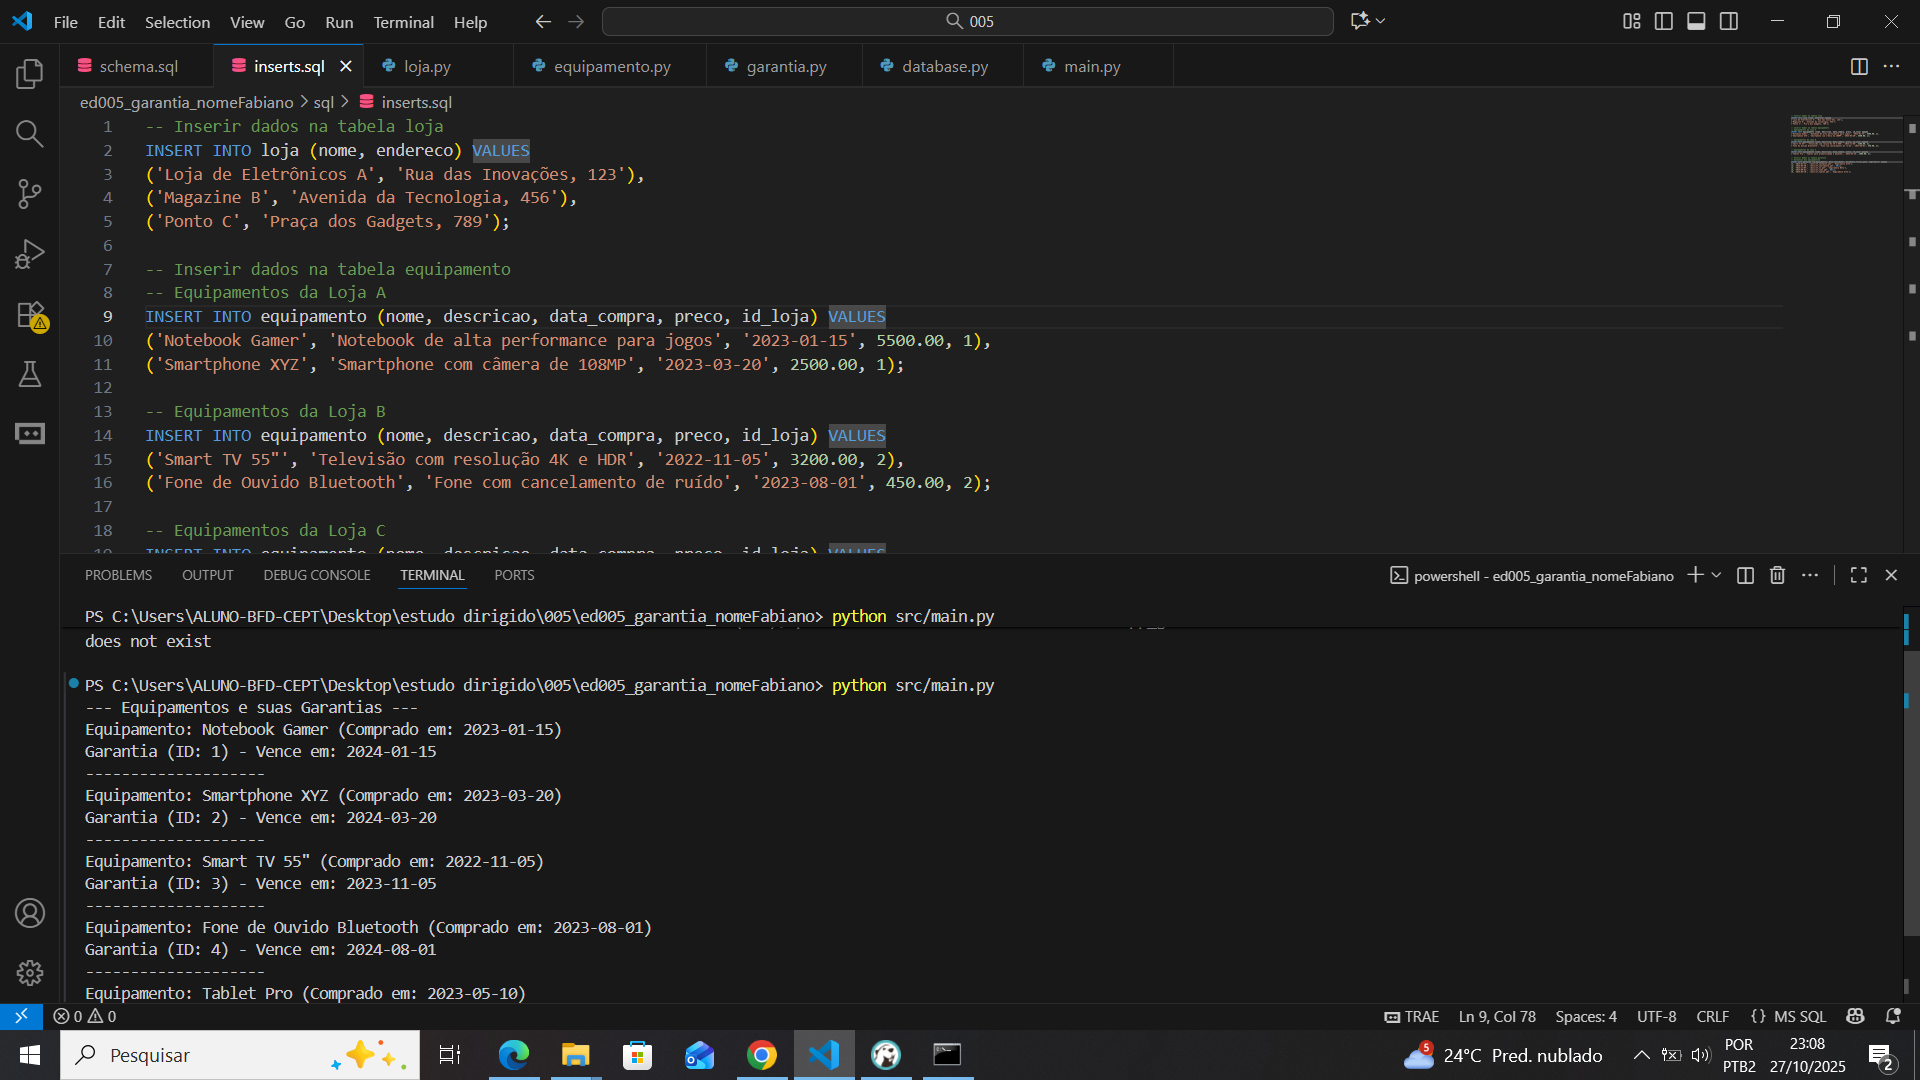 File Edit Selection View Go Run Terminal Help
005
schema.sql inserts.sql loja.py equipamento.py garantia.py database.py main.py
ed005_garantia_nomeFabiano > sql > inserts.sql
1 -- Inserir dados na tabela loja
2 INSERT INTO loja (nome, endereco) VALUES
3 ('Loja de Eletrônicos A', 'Rua das Inovações, 123'),
4 ('Magazine B', 'Avenida da Tecnologia, 456'),
5 ('Ponto C', 'Praça dos Gadgets, 789');
6
7 -- Inserir dados na tabela equipamento
8 -- Equipamentos da Loja A
9 INSERT INTO equipamento (nome, descricao, data_compra, preco, id_loja) VALUES
10 ('Notebook Gamer', 'Notebook de alta performance para jogos', '2023-01-15', 5500.00, 1),
11 ('Smartphone XYZ', 'Smartphone com câmera de 108MP', '2023-03-20', 2500.00, 1);
12
13 -- Equipamentos da Loja B
14 INSERT INTO equipamento (nome, descricao, data_compra, preco, id_loja) VALUES
15 ('Smart TV 55"', 'Televisão com resolução 4K e HDR', '2022-11-05', 3200.00, 2),
16 ('Fone de Ouvido Bluetooth', 'Fone com cancelamento de ruído', '2023-08-01', 450.00, 2);
17
18 -- Equipamentos da Loja C
19 INSERT INTO equipamento (nome, descricao, data_compra, preco, id_loja) VALUES
PROBLEMS OUTPUT DEBUG CONSOLE TERMINAL PORTS
powershell - ed005_garantia_nomeFabiano
PS C:\Users\ALUNO-BFD-CEPT\Desktop\estudo dirigido\005\ed005_garantia_nomeFabiano> python src/main.py
does not exist
PS C:\Users\ALUNO-BFD-CEPT\Desktop\estudo dirigido\005\ed005_garantia_nomeFabiano> python src/main.py
--- Equipamentos e suas Garantias ---
Equipamento: Notebook Gamer (Comprado em: 2023-01-15)
Garantia (ID: 1) - Vence em: 2024-01-15
--------------------
Equipamento: Smartphone XYZ (Comprado em: 2023-03-20)
Garantia (ID: 2) - Vence em: 2024-03-20
--------------------
Equipamento: Smart TV 55" (Comprado em: 2022-11-05)
Garantia (ID: 3) - Vence em: 2023-11-05
--------------------
Equipamento: Fone de Ouvido Bluetooth (Comprado em: 2023-08-01)
Garantia (ID: 4) - Vence em: 2024-08-01
--------------------
Equipamento: Tablet Pro (Comprado em: 2023-05-10)
0 0 TRAE Ln 9, Col 78 Spaces: 4 UTF-8 CRLF {} MS SQL
Pesquisar 5 24°C Pred. nublado POR PTB2 23:08 27/10/2025 2